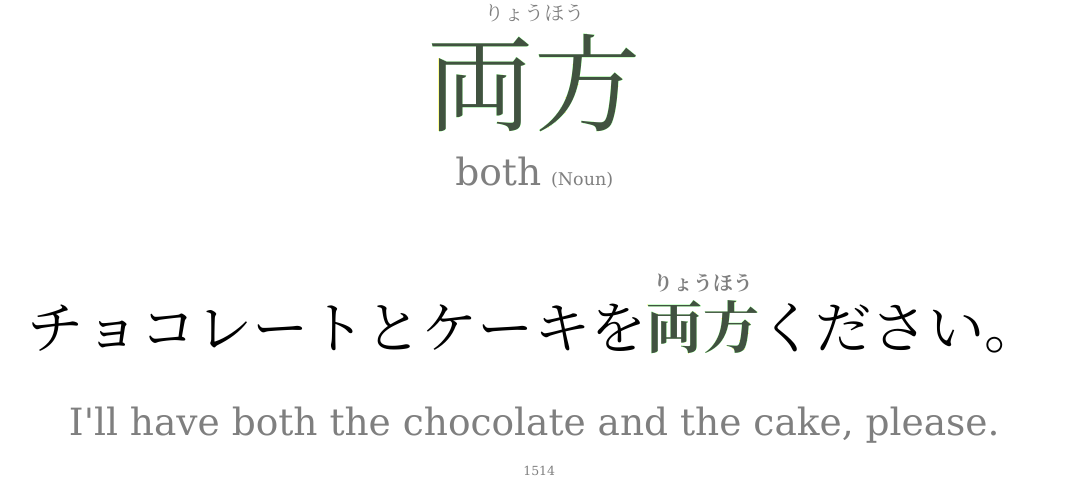 りょうほう
両方
both (Noun)
りょうほう
チョコレートとケーキを両方ください。
I'll have both the chocolate and the cake, please.
1514